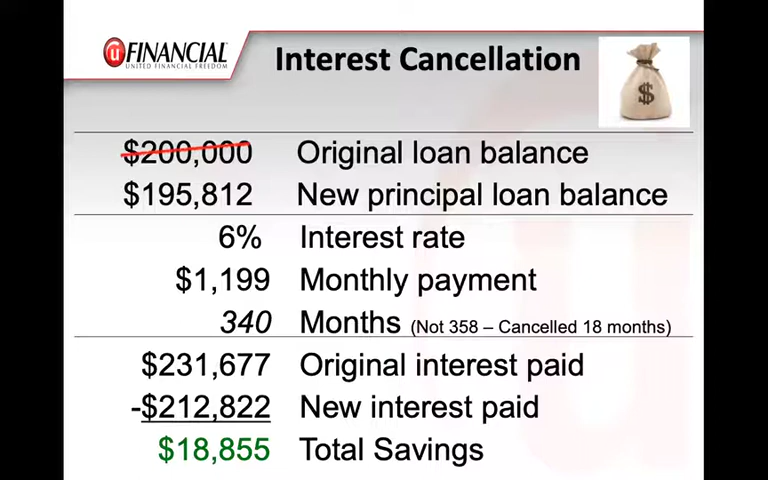 u FINANCIAL
UNITED FINANCIAL FREEDOM
Interest Cancellation
$
$200,000 Original loan balance
$195,812 New principal loan balance
6% Interest rate
$1,199 Monthly payment
340 Months (Not 358 – Cancelled 18 months)
$231,677 Original interest paid
-$212,822 New interest paid
$18,855 Total Savings